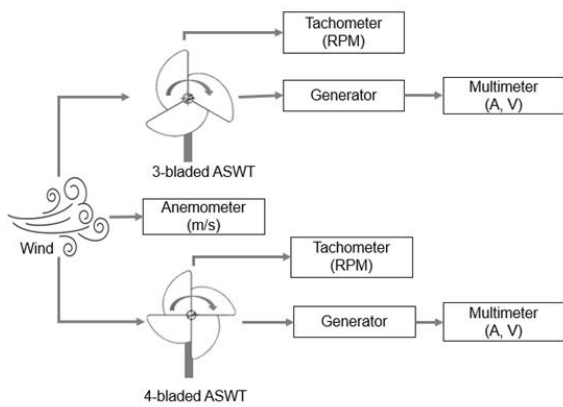 Tachometer
(RPM)
Generator
Multimeter
(A, V)
3-bladed ASWT
Anemometer
(m/s)
Wind
Tachometer
(RPM)
Generator
Multimeter
(A, V)
4-bladed ASWT